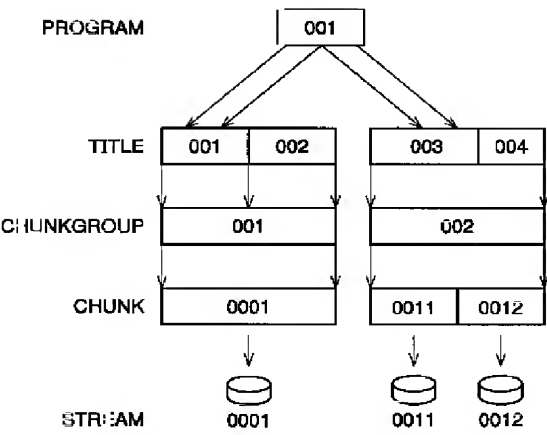 PROGRAM 001
TITLE 001 002 003 004
CHUNKGROUP 001 002
CHUNK 0001 0011 0012
STREAM 0001 0011 0012